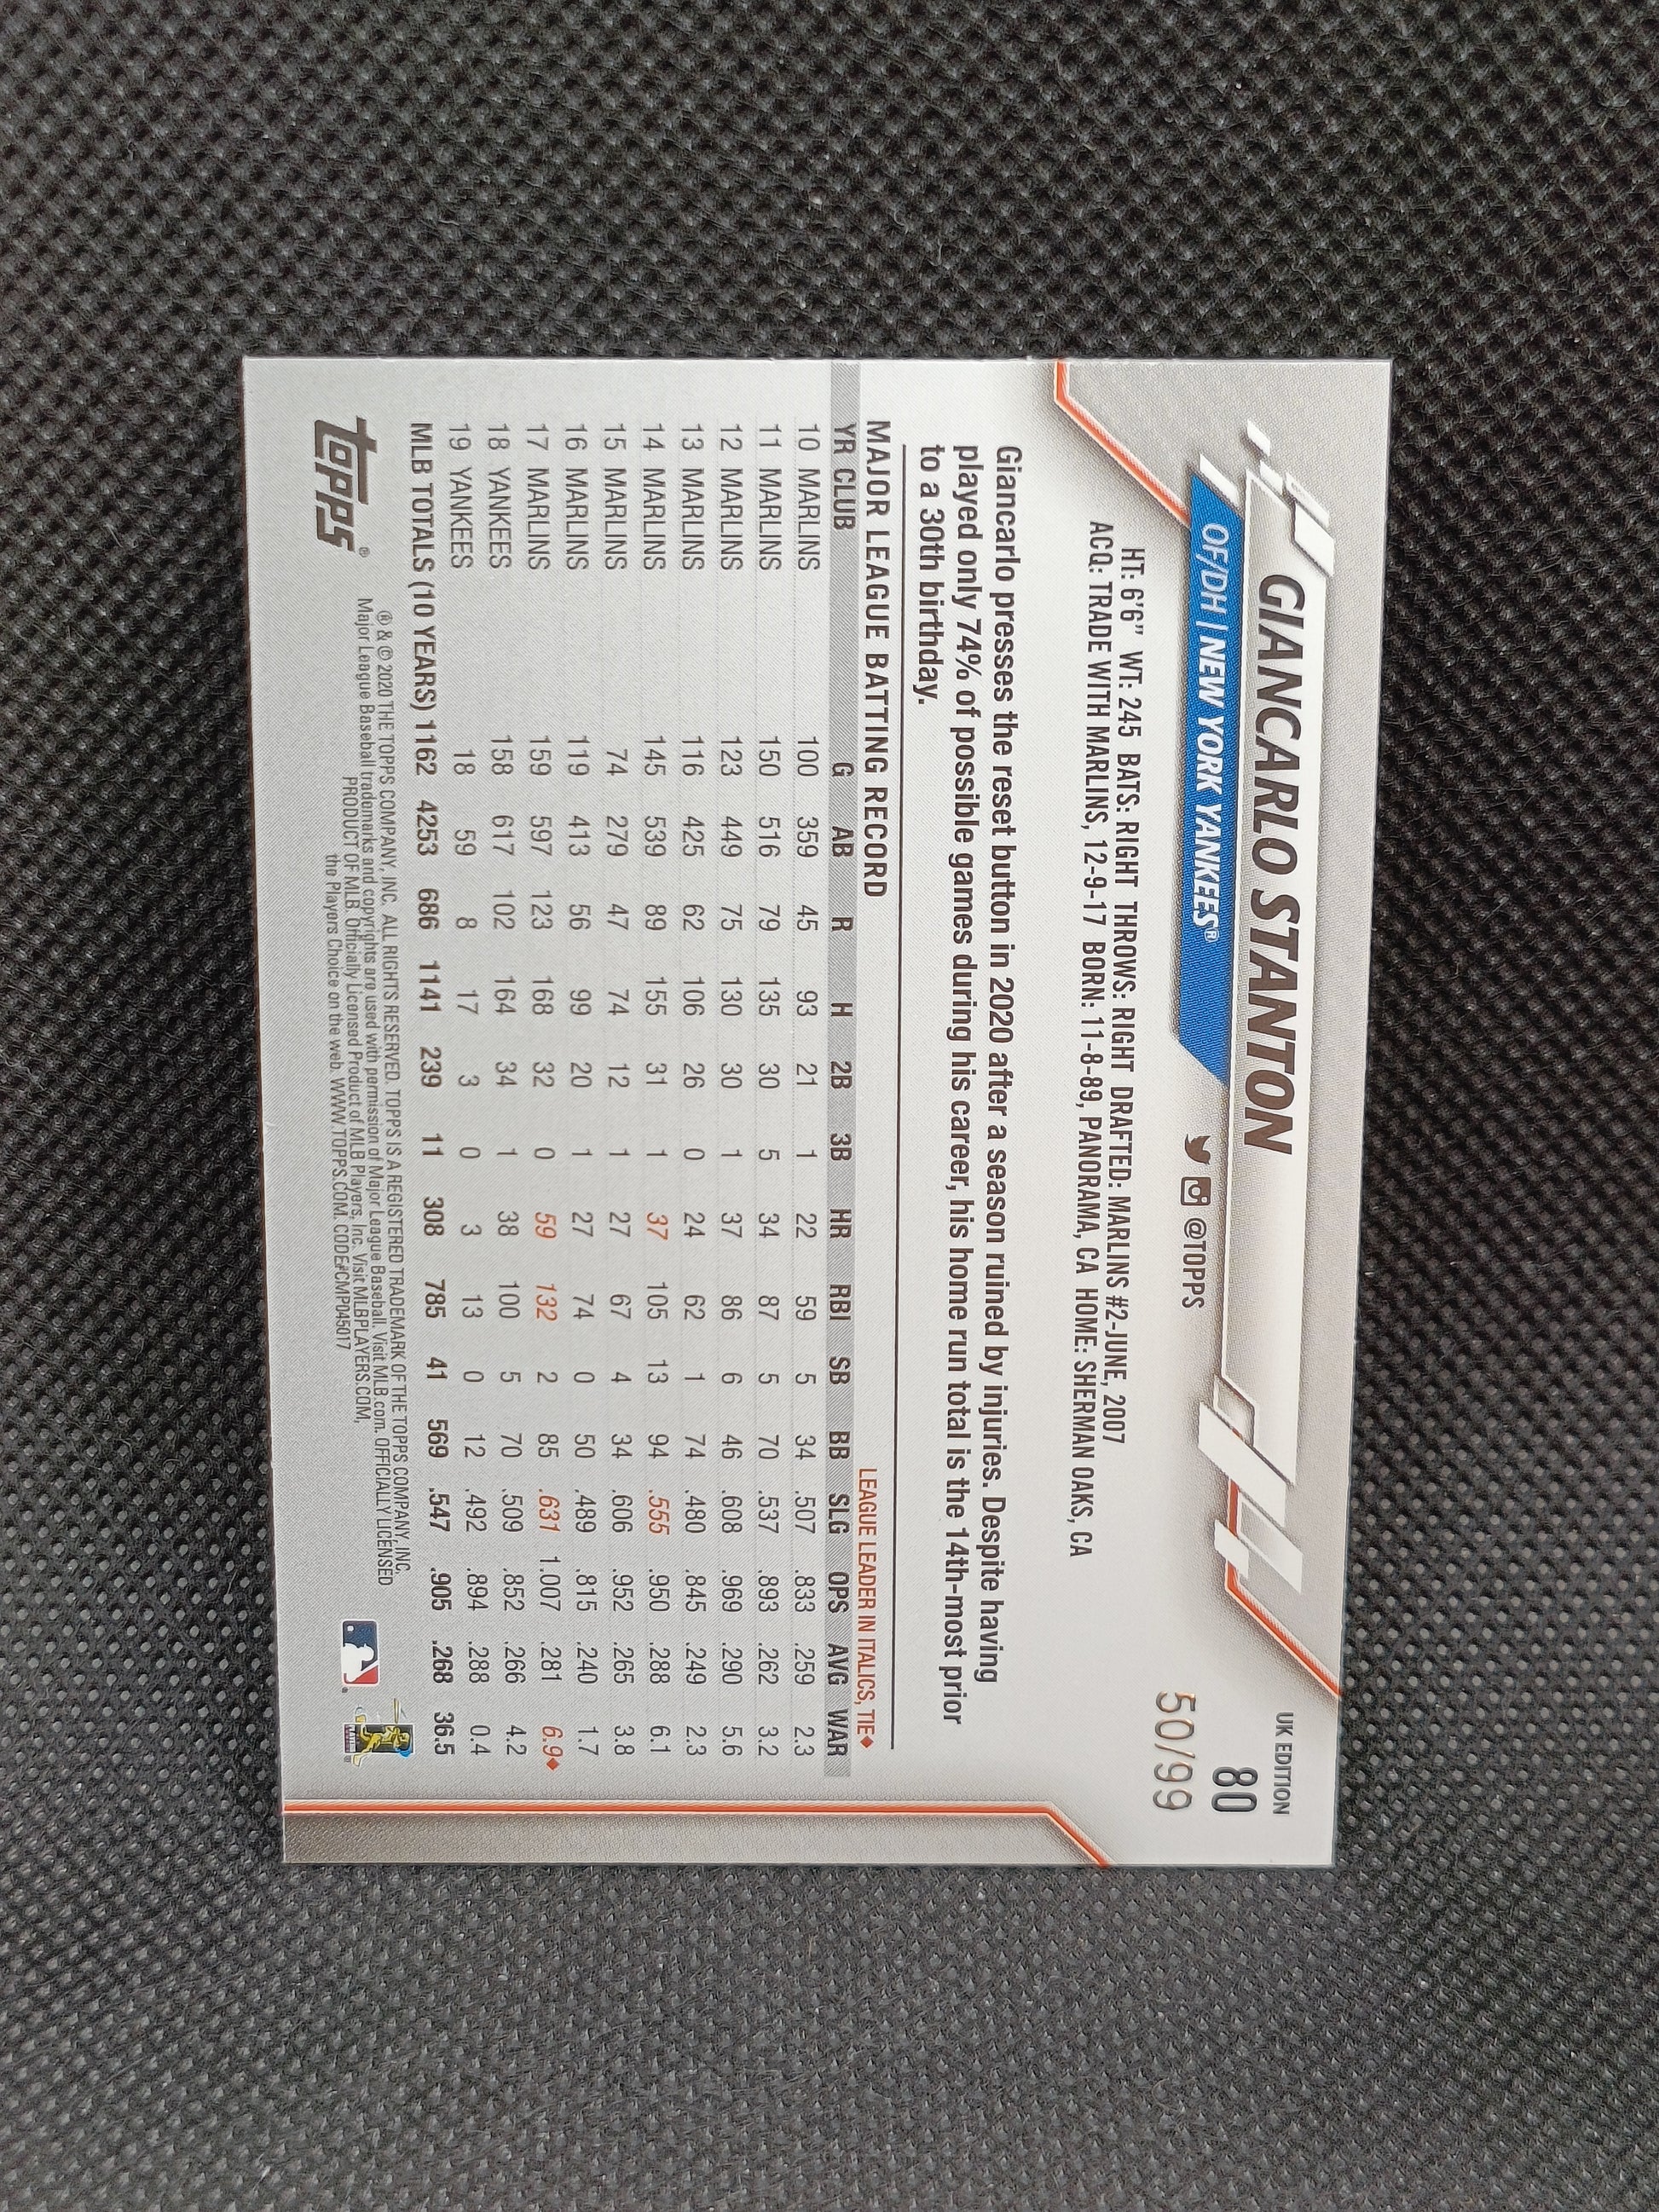 UK EDITION
80
GIANCARLO STANTON
OF/DH | NEW YORK YANKEES®
@TOPPS
50/99
HT: 6'6" WT: 245 BATS: RIGHT THROWS: RIGHT DRAFTED: MARLINS #2-JUNE, 2007
ACQ: TRADE WITH MARLINS, 12-9-17 BORN: 11-8-89, PANORAMA, CA HOME: SHERMAN OAKS, CA
Giancarlo presses the reset button in 2020 after a season ruined by injuries. Despite having
played only 74% of possible games during his career, his home run total is the 14th-most prior
to a 30th birthday.
MAJOR LEAGUE BATTING RECORD LEAGUE LEADER IN ITALICS, TIE◆
YR CLUB G AB R H 2B 3B HR RBI SB BB SLG OPS AVG WAR
10 MARLINS 100 359 45 93 21 1 22 59 5 34 .507 .833 .259 2.3
11 MARLINS 150 516 79 135 30 5 34 87 5 70 .537 .893 .262 3.2
12 MARLINS 123 449 75 130 30 1 37 86 6 46 .608 .969 .290 5.6
13 MARLINS 116 425 62 106 26 0 24 62 1 74 .480 .845 .249 2.3
14 MARLINS 145 539 89 155 31 1 37 105 13 94 .555 .950 .288 6.1
15 MARLINS 74 279 47 74 12 1 27 67 4 34 .606 .952 .265 3.8
16 MARLINS 119 413 56 99 20 1 27 74 0 50 .489 .815 .240 1.7
17 MARLINS 159 597 123 168 32 0 59 132 2 85 .631 1.007 .281 6.9◆
18 YANKEES 158 617 102 164 34 1 38 100 5 70 .509 .852 .266 4.2
19 YANKEES 18 59 8 17 3 0 3 13 0 12 .492 .894 .288 0.4
MLB TOTALS (10 YEARS) 1162 4253 686 1141 239 11 308 785 41 569 .547 .905 .268 36.5
topps®
® & © 2020 THE TOPPS COMPANY, INC. ALL RIGHTS RESERVED. TOPPS IS A REGISTERED TRADEMARK OF THE TOPPS COMPANY, INC.
Major League Baseball trademarks and copyrights are used with permission of Major League Baseball. Visit MLB.com. OFFICIALLY LICENSED
PRODUCT OF MLB. Officially Licensed Product of MLB Players, Inc. Visit MLBPLAYERS.COM,
the Players Choice on the web. WWW.TOPPS.COM. CODE#CMP045017